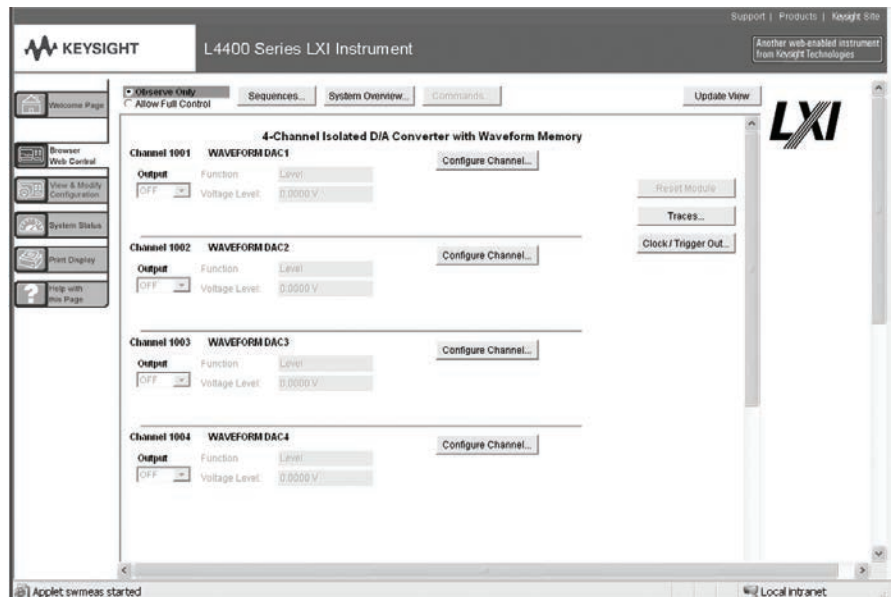 Support | Products | Keysight Site
KEYSIGHT
L4400 Series LXI Instrument
Another web-enabled instrument
from Keysight Technologies
Welcome Page
Observe Only
Allow Full Control
Sequences...
System Overview...
Commands...
Update View
LXI
4-Channel Isolated D/A Converter with Waveform Memory
Browser
Web Control
View & Modify
Configuration
System Status
Print Display
Help with
this Page
Channel 1001 WAVEFORM DAC1
Configure Channel...
Output Function Level
OFF Voltage Level: 0.0000 V
Reset Module
Traces...
Clock / Trigger Out...
Channel 1002 WAVEFORM DAC2
Configure Channel...
Output Function Level
OFF Voltage Level: 0.0000 V
Channel 1003 WAVEFORM DAC3
Configure Channel...
Output Function Level
OFF Voltage Level: 0.0000 V
Channel 1004 WAVEFORM DAC4
Configure Channel...
Output Function Level
OFF Voltage Level: 0.0000 V
Applet swmeas started
Local intranet